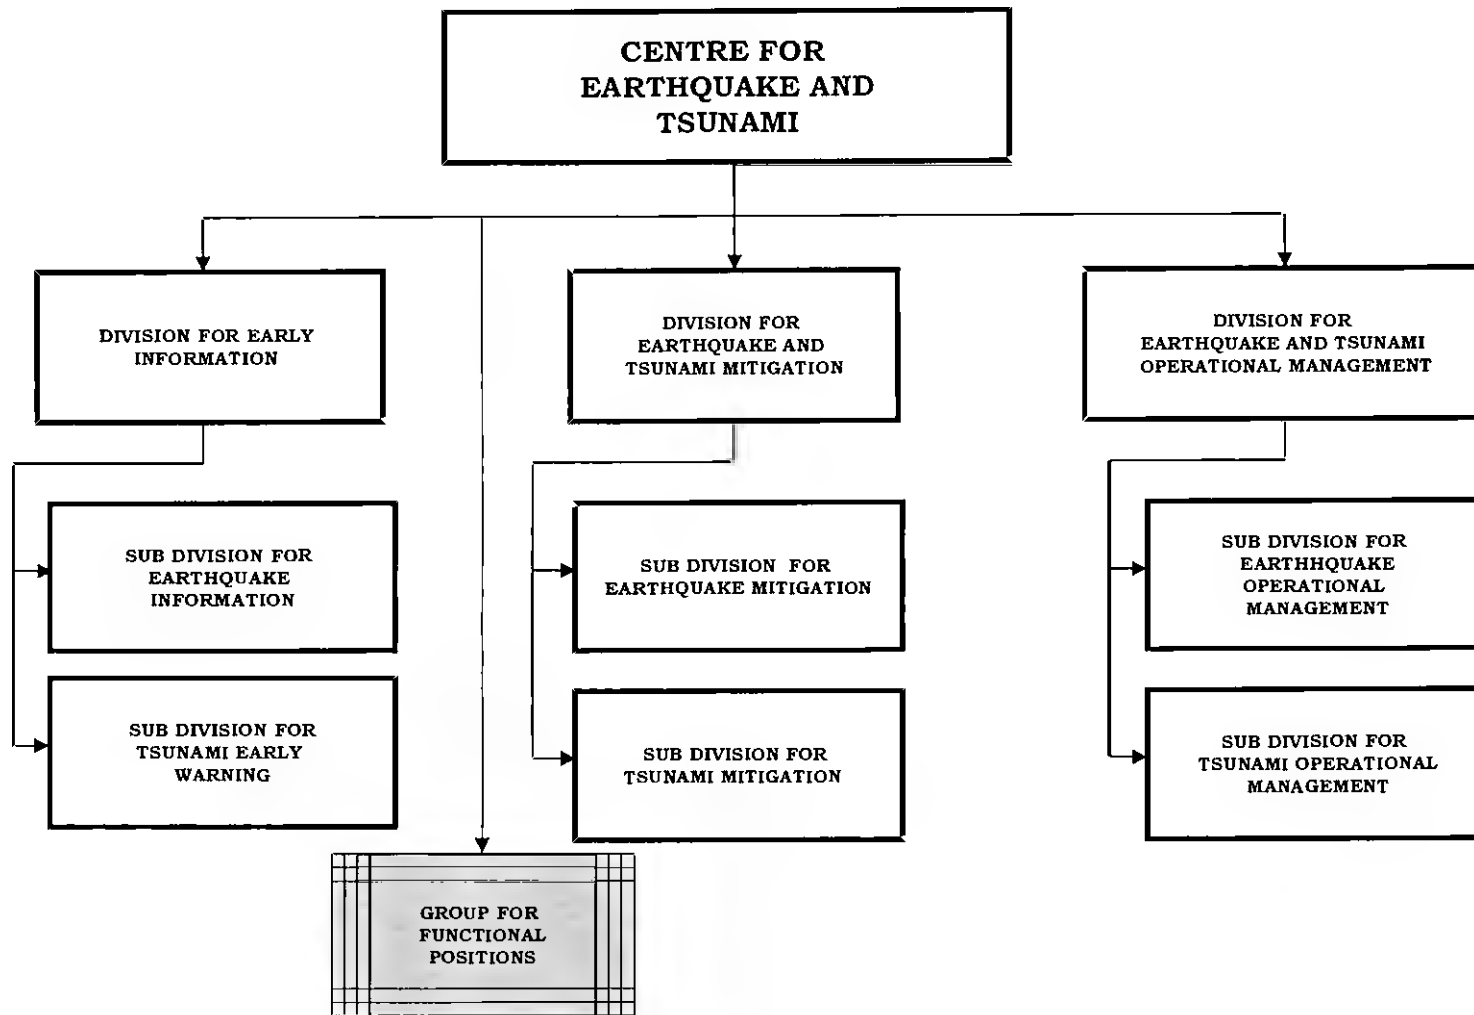 CENTRE FOR
EARTHQUAKE AND
TSUNAMI
DIVISION FOR EARLY
INFORMATION
DIVISION FOR
EARTHQUAKE AND
TSUNAMI MITIGATION
DIVISION FOR
EARTHQUAKE AND TSUNAMI
OPERATIONAL MANAGEMENT
SUB DIVISION FOR
EARTHQUAKE
INFORMATION
SUB DIVISION FOR
EARTHQUAKE MITIGATION
SUB DIVISION FOR
EARTHHQUAKE
OPERATIONAL
MANAGEMENT
SUB DIVISION FOR
TSUNAMI EARLY
WARNING
SUB DIVISION FOR
TSUNAMI MITIGATION
SUB DIVISION FOR
TSUNAMI OPERATIONAL
MANAGEMENT
GROUP FOR
FUNCTIONAL
POSITIONS